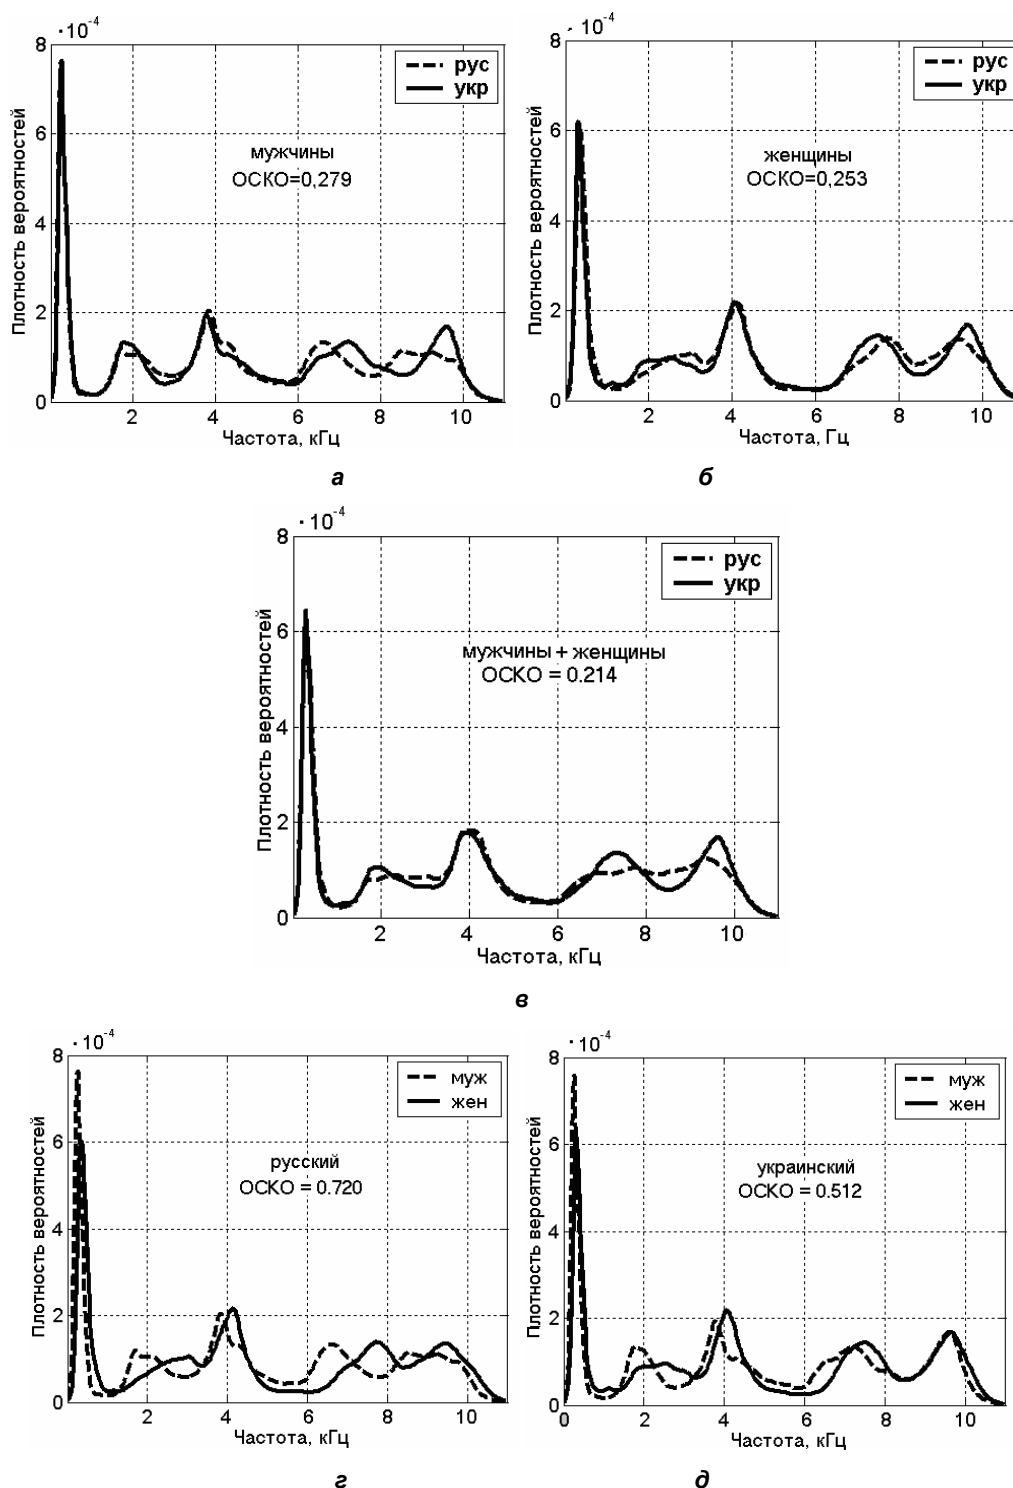 · 10⁻⁴
8
6
4
2
0
2 4 6 8 10
Плотность вероятностей
Частота, кГц
рус
укр
мужчины
ОСКО=0,279
а
· 10⁻⁴
8
6
4
2
0
2 4 6 8 10
Плотность вероятностей
Частота, Гц
рус
укр
женщины
ОСКО=0,253
б
· 10⁻⁴
8
6
4
2
0
2 4 6 8 10
Плотность вероятностей
Частота, кГц
рус
укр
мужчины + женщины
ОСКО = 0.214
в
· 10⁻⁴
8
6
4
2
0
2 4 6 8 10
Плотность вероятностей
Частота, кГц
муж
жен
русский
ОСКО = 0.720
г
· 10⁻⁴
8
6
4
2
0
0 2 4 6 8 10
Плотность вероятностей
Частота, кГц
муж
жен
украинский
ОСКО = 0.512
д